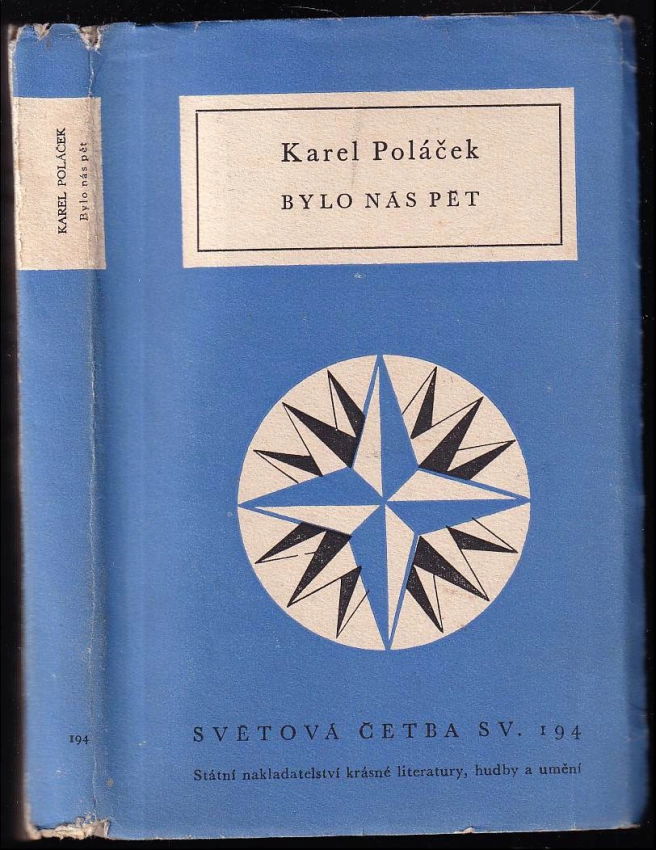 KAREL POLÁČEK
Bylo nás pět
194
Karel Poláček
BYLO NÁS PĚT
SVĚTOVÁ ČETBA SV. 194
Státní nakladatelství krásné literatury, hudby a umění